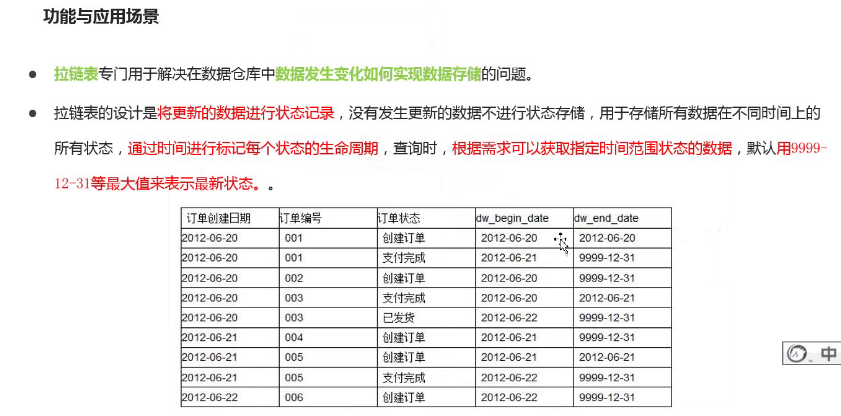 功能与应用场景
● 拉链表专门用于解决在数据仓库中数据发生变化如何实现数据存储的问题。
● 拉链表的设计是将更新的数据进行状态记录，没有发生更新的数据不进行状态存储，用于存储所有数据在不同时间上的
所有状态，通过时间进行标记每个状态的生命周期，查询时，根据需求可以获取指定时间范围状态的数据，默认用9999-
12-31等最大值来表示最新状态。。
订单创建日期 订单编号 订单状态 dw_begin_date dw_end_date
2012-06-20 001 创建订单 2012-06-20 2012-06-20
2012-06-20 001 支付完成 2012-06-21 9999-12-31
2012-06-20 002 创建订单 2012-06-20 9999-12-31
2012-06-20 003 支付完成 2012-06-20 2012-06-21
2012-06-20 003 已发货 2012-06-22 9999-12-31
2012-06-21 004 创建订单 2012-06-21 9999-12-31
2012-06-21 005 创建订单 2012-06-21 2012-06-21
2012-06-21 005 支付完成 2012-06-22 9999-12-31
2012-06-22 006 创建订单 2012-06-22 9999-12-31
中